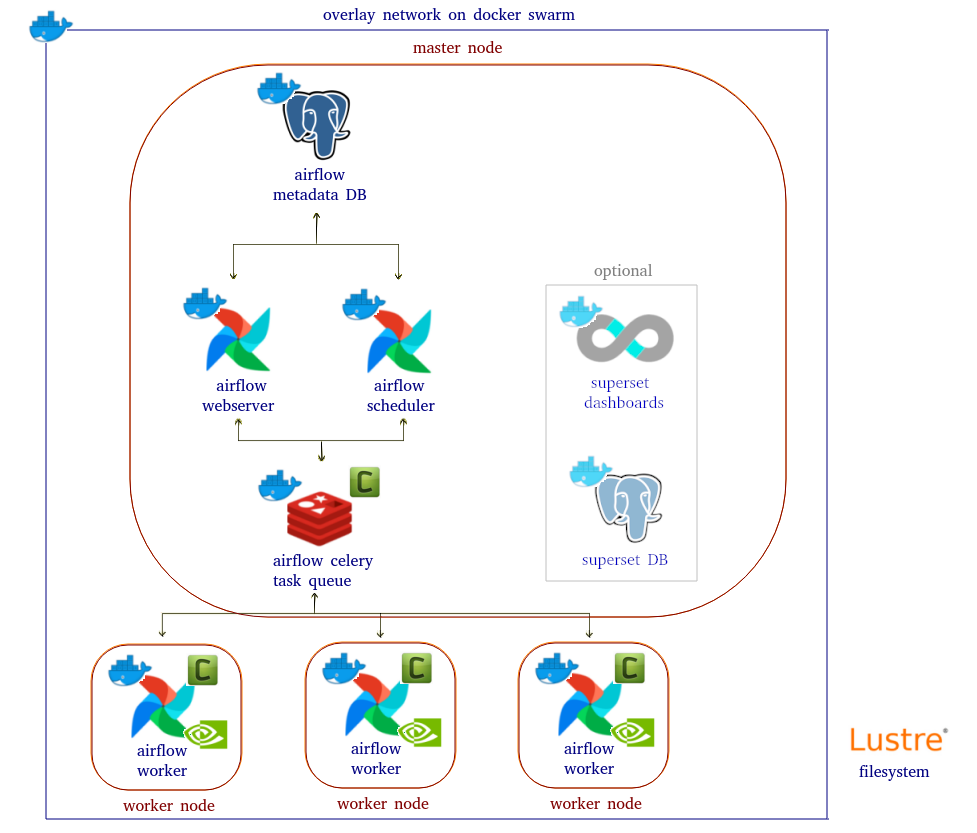 overlay network on docker swarm
master node
airflow
metadata DB
optional
airflow
webserver
airflow
scheduler
superset
dashboards
C
airflow celery
task queue
superset DB
C
airflow
worker
worker node
C
airflow
worker
worker node
C
airflow
worker
worker node
Lustre®
filesystem